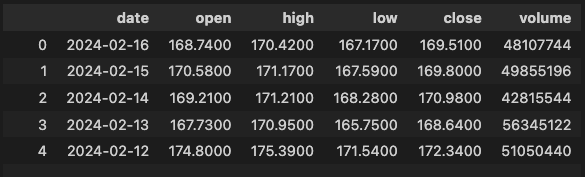 date open high low close volume
0 2024-02-16 168.7400 170.4200 167.1700 169.5100 48107744
1 2024-02-15 170.5800 171.1700 167.5900 169.8000 49855196
2 2024-02-14 169.2100 171.2100 168.2800 170.9800 42815544
3 2024-02-13 167.7300 170.9500 165.7500 168.6400 56345122
4 2024-02-12 174.8000 175.3900 171.5400 172.3400 51050440